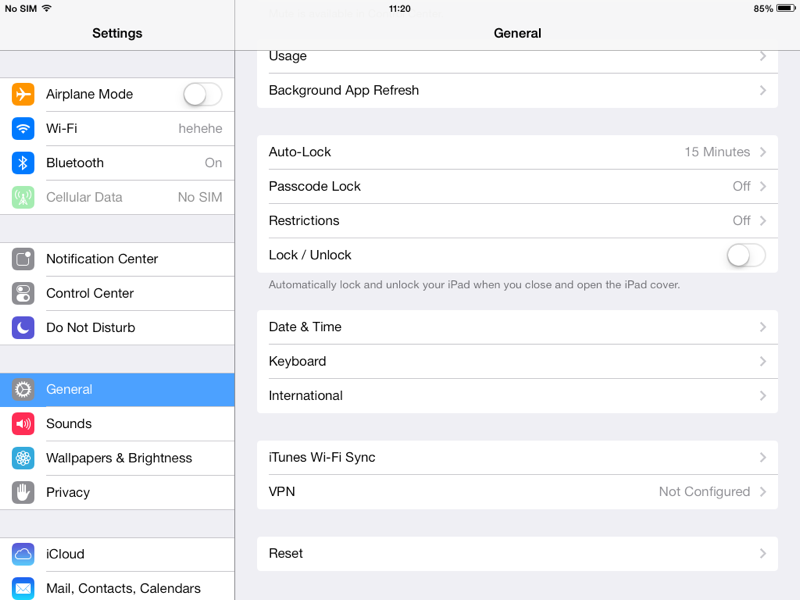 No SIM 11:20 85%
Settings
General
Airplane Mode
Wi-Fi hehehe
Bluetooth On
Cellular Data No SIM
Notification Center
Control Center
Do Not Disturb
General
Sounds
Wallpapers & Brightness
Privacy
iCloud
Mail, Contacts, Calendars
Usage
Background App Refresh
Auto-Lock 15 Minutes
Passcode Lock Off
Restrictions Off
Lock / Unlock
Automatically lock and unlock your iPad when you close and open the iPad cover.
Date & Time
Keyboard
International
iTunes Wi-Fi Sync
VPN Not Configured
Reset